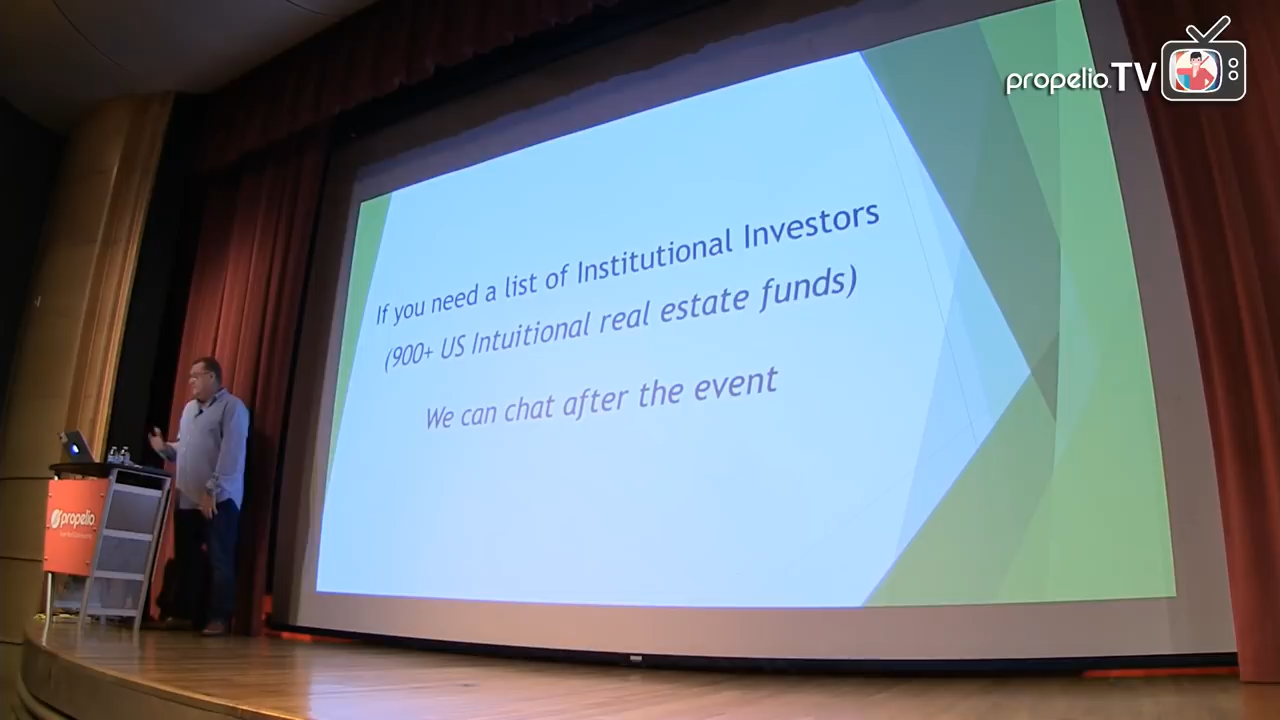 propelio TV
If you need a list of Institutional Investors
(900+ US Intuitional real estate funds)
We can chat after the event
propelio